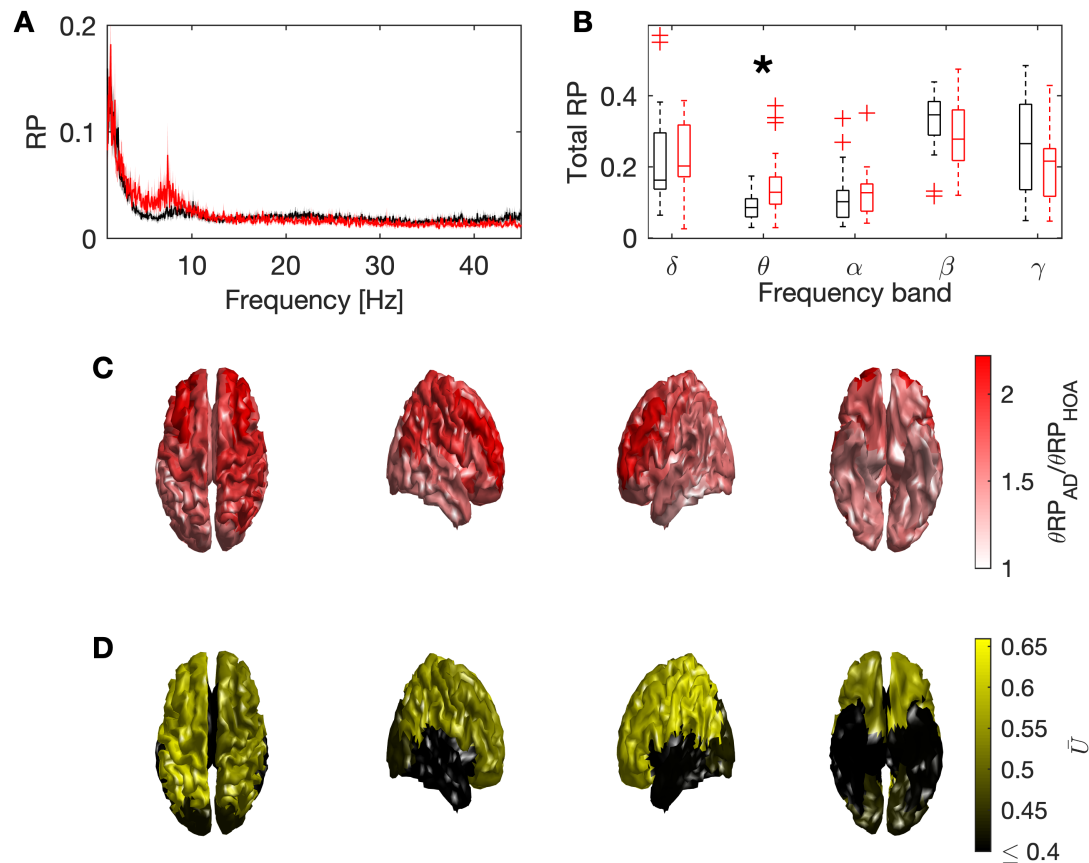 A
0.2
0.1
0
RP
10
20
30
40
Frequency [Hz]
B
0.4
0.2
0
Total RP
*
δ
θ
α
β
γ
Frequency band
C
2
1.5
1
θRP_AD/θRP_HOA
D
0.65
0.6
0.55
0.5
0.45
≤ 0.4
Ū